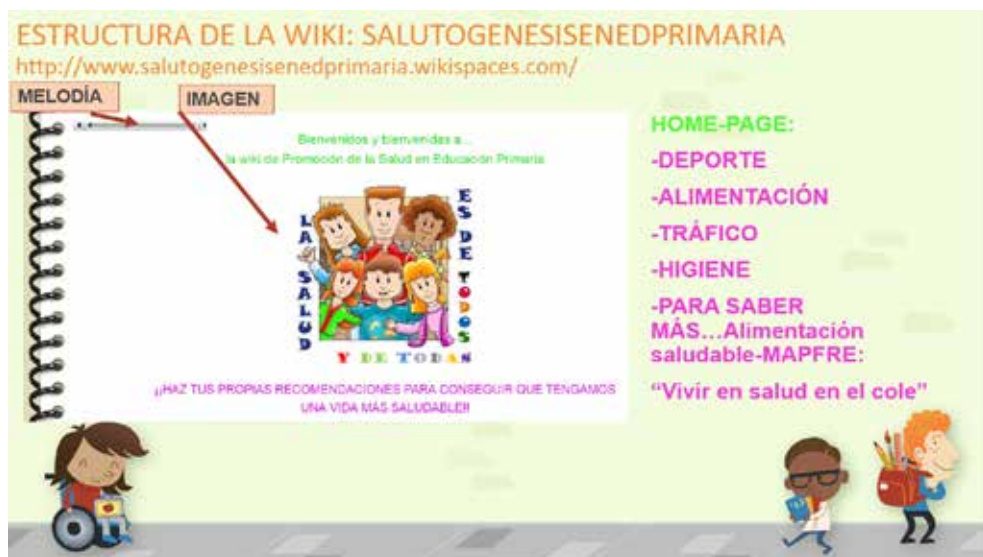 ESTRUCTURA DE LA WIKI: SALUTOGENESISENEDPRIMARIA
http://www.salutogenesisenedprimaria.wikispaces.com/
MELODÍA
IMAGEN
Bienvenidos y bienvenidas a...
la wiki de Promoción de la Salud en Educación Primaria
LA SALUD
ES DE TODOS
Y DE TODAS
¡¡HAZ TUS PROPIAS RECOMENDACIONES PARA CONSEGUIR QUE TENGAMOS
UNA VIDA MÁS SALUDABLE!!
HOME-PAGE:
-DEPORTE
-ALIMENTACIÓN
-TRÁFICO
-HIGIENE
-PARA SABER
MÁS...Alimentación
saludable-MAPFRE:
“Vivir en salud en el cole”